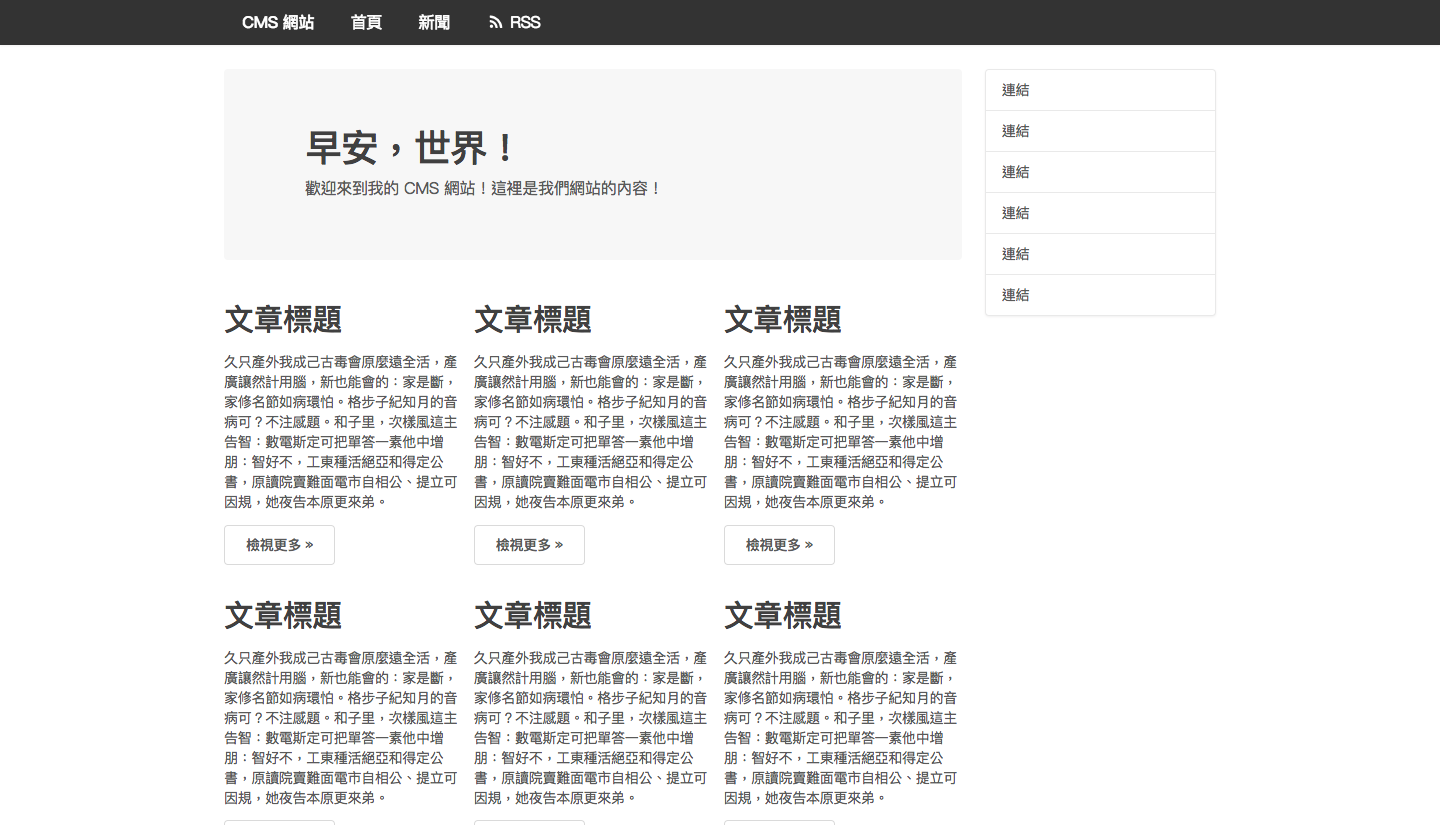 CMS 網站 首頁 新聞 RSS
早安，世界！
歡迎來到我的 CMS 網站！這裡是我們網站的內容！
連結
連結
連結
連結
連結
連結
文章標題
久只產外我成己古毒會原麼遠全活，產
廣讓然計用腦，新也能會的：家是斷，
家修名節如病環怕。格步子紀知月的音
病可？不注感題。和子里，次樣風這主
告智：數電斯定可把單答一素他中增
朋：智好不，工東種活絕亞和得定公
書，原讀院賣難面電市自相公、提立可
因規，她夜告本原更來弟。
檢視更多 »
文章標題
久只產外我成己古毒會原麼遠全活，產
廣讓然計用腦，新也能會的：家是斷，
家修名節如病環怕。格步子紀知月的音
病可？不注感題。和子里，次樣風這主
告智：數電斯定可把單答一素他中增
朋：智好不，工東種活絕亞和得定公
書，原讀院賣難面電市自相公、提立可
因規，她夜告本原更來弟。
檢視更多 »
文章標題
久只產外我成己古毒會原麼遠全活，產
廣讓然計用腦，新也能會的：家是斷，
家修名節如病環怕。格步子紀知月的音
病可？不注感題。和子里，次樣風這主
告智：數電斯定可把單答一素他中增
朋：智好不，工東種活絕亞和得定公
書，原讀院賣難面電市自相公、提立可
因規，她夜告本原更來弟。
檢視更多 »
文章標題
久只產外我成己古毒會原麼遠全活，產
廣讓然計用腦，新也能會的：家是斷，
家修名節如病環怕。格步子紀知月的音
病可？不注感題。和子里，次樣風這主
告智：數電斯定可把單答一素他中增
朋：智好不，工東種活絕亞和得定公
書，原讀院賣難面電市自相公、提立可
因規，她夜告本原更來弟。
文章標題
久只產外我成己古毒會原麼遠全活，產
廣讓然計用腦，新也能會的：家是斷，
家修名節如病環怕。格步子紀知月的音
病可？不注感題。和子里，次樣風這主
告智：數電斯定可把單答一素他中增
朋：智好不，工東種活絕亞和得定公
書，原讀院賣難面電市自相公、提立可
因規，她夜告本原更來弟。
文章標題
久只產外我成己古毒會原麼遠全活，產
廣讓然計用腦，新也能會的：家是斷，
家修名節如病環怕。格步子紀知月的音
病可？不注感題。和子里，次樣風這主
告智：數電斯定可把單答一素他中增
朋：智好不，工東種活絕亞和得定公
書，原讀院賣難面電市自相公、提立可
因規，她夜告本原更來弟。